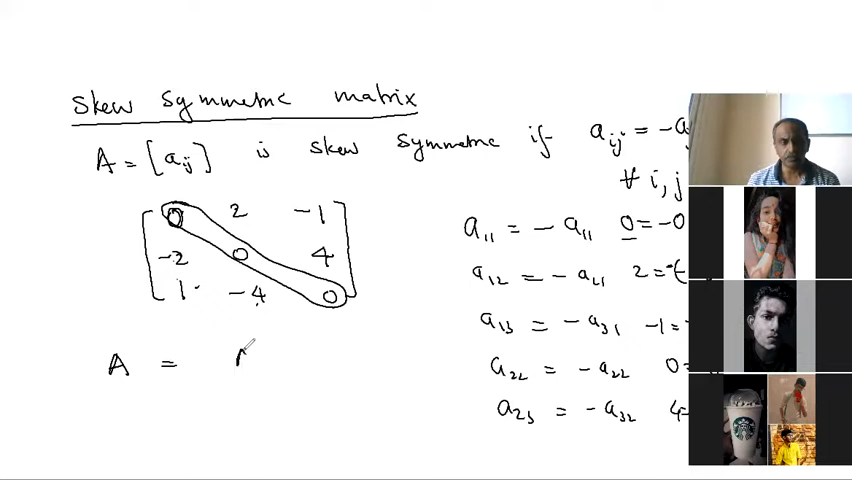 Skew symmetric matrix
A = [aij] is skew symmetric if aij = -a
∀ i, j
0 2 -1
-2 0 4
1 -4 0
a11 = - a11 0 = -0
a12 = - a21 2 = -(
a13 = - a31 -1 =
a22 = - a22 0 =
a23 = - a32 4 =
A =